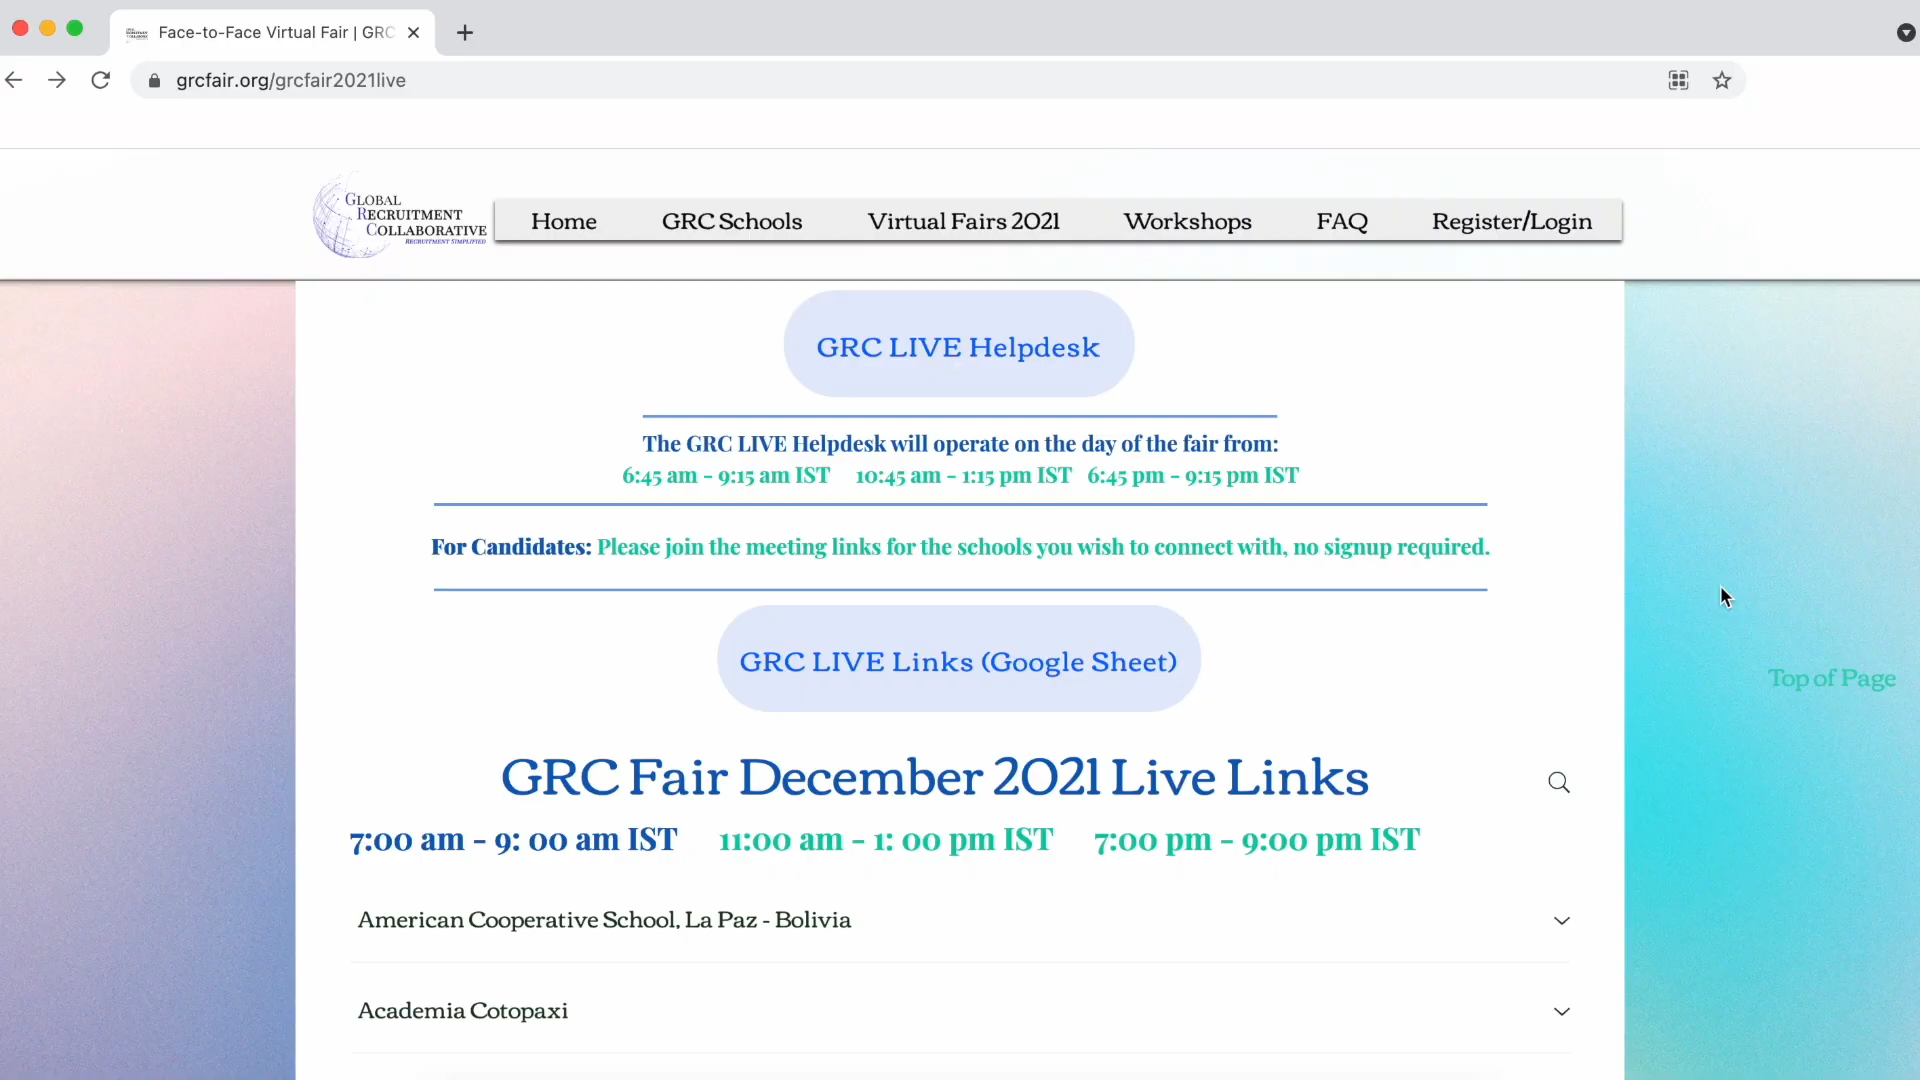 Face-to-Face Virtual Fair | GRC
grcfair.org/grcfair2021live
GLOBAL
RECRUITMENT
COLLABORATIVE
RECRUITMENT SIMPLIFIED
Home GRC Schools Virtual Fairs 2021 Workshops FAQ Register/Login
GRC LIVE Helpdesk
The GRC LIVE Helpdesk will operate on the day of the fair from:
6:45 am - 9:15 am IST 10:45 am - 1:15 pm IST 6:45 pm - 9:15 pm IST
For Candidates: Please join the meeting links for the schools you wish to connect with, no signup required.
GRC LIVE Links (Google Sheet)
Top of Page
GRC Fair December 2021 Live Links
7:00 am - 9: 00 am IST 11:00 am - 1: 00 pm IST 7:00 pm - 9:00 pm IST
American Cooperative School, La Paz - Bolivia
Academia Cotopaxi